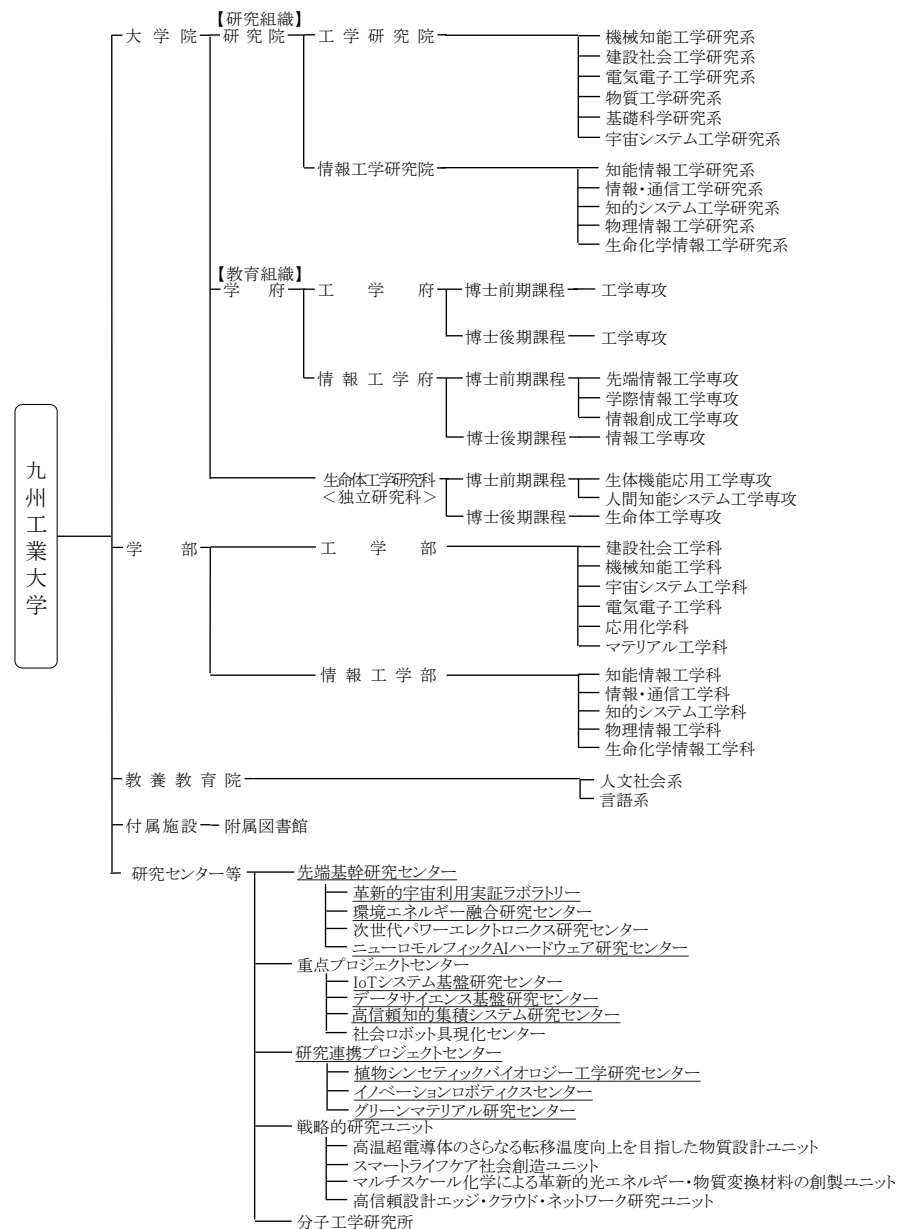 【研究組織】
大学院 研究院 工学研究院 機械知能工学研究系
建設社会工学研究系
電気電子工学研究系
物質工学研究系
基礎科学研究系
宇宙システム工学研究系
情報工学研究院 知能情報工学研究系
情報・通信工学研究系
知的システム工学研究系
物理情報工学研究系
生命化学情報工学研究系
【教育組織】
学府 工学府 博士前期課程 工学専攻
博士後期課程 工学専攻
情報工学府 博士前期課程 先端情報工学専攻
学際情報工学専攻
情報創成工学専攻
博士後期課程 情報工学専攻
生命体工学研究科 博士前期課程 生体機能応用工学専攻
<独立研究科> 人間知能システム工学専攻
博士後期課程 生命体工学専攻
九州工業大学
学部 工学部 建設社会工学科
機械知能工学科
宇宙システム工学科
電気電子工学科
応用化学科
マテリアル工学科
情報工学部 知能情報工学科
情報・通信工学科
知的システム工学科
物理情報工学科
生命化学情報工学科
教養教育院 人文社会系
言語系
付属施設 附属図書館
研究センター等 先端基幹研究センター
革新的宇宙利用実証ラボラトリー
環境エネルギー融合研究センター
次世代パワーエレクトロニクス研究センター
ニューロモルフィックAIハードウェア研究センター
重点プロジェクトセンター
IoTシステム基盤研究センター
データサイエンス基盤研究センター
高信頼知的集積システム研究センター
社会ロボット具現化センター
研究連携プロジェクトセンター
植物シンセティックバイオロジー工学研究センター
イノベーションロボティクスセンター
グリーンマテリアル研究センター
戦略的研究ユニット
高温超電導体のさらなる転移温度向上を目指した物質設計ユニット
スマートライフケア社会創造ユニット
マルチスケール化学による革新的光エネルギー・物質変換材料の創製ユニット
高信頼設計エッジ・クラウド・ネットワーク研究ユニット
分子工学研究所